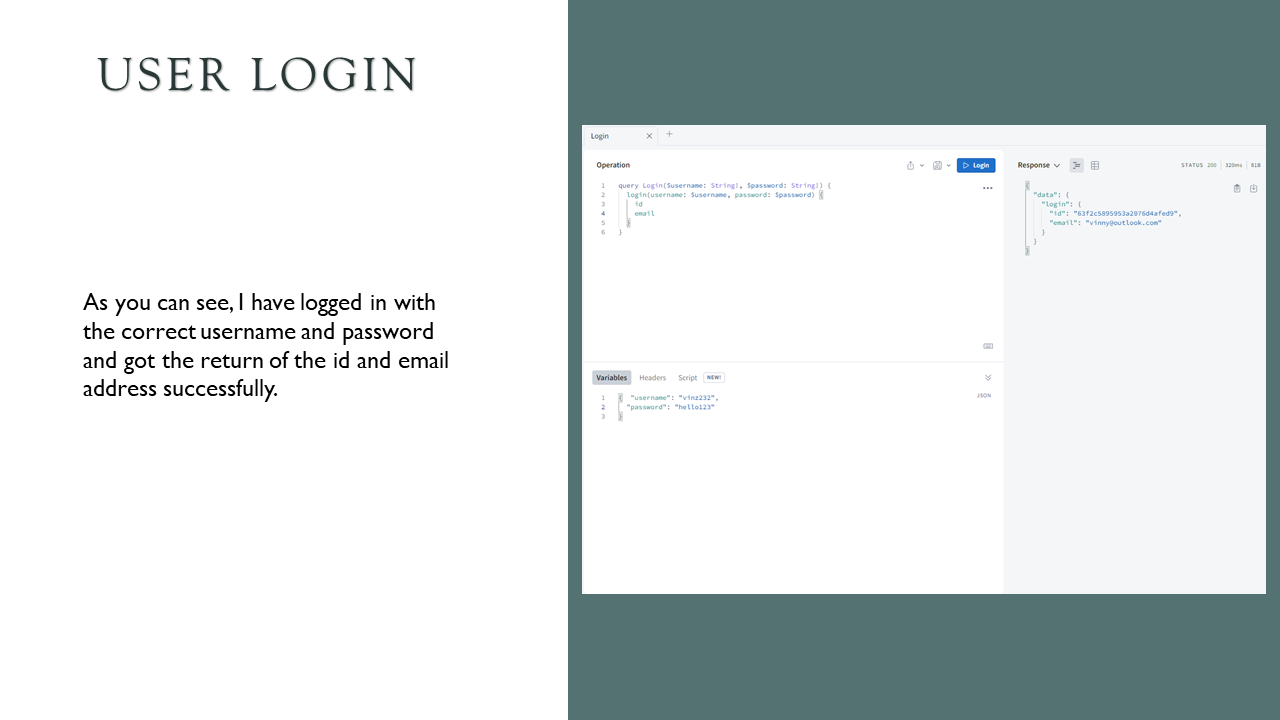 USER LOGIN
As you can see, I have logged in with
the correct username and password
and got the return of the id and email
address successfully.
Login
Operation
Login
1 query Login($username: String!, $password: String!) {
2 login(username: $username, password: $password) {
3 id
4 email
5 }
6 }
Variables Headers Script NEW!
JSON
1 { "username": "vinz232",
2 "password": "hello123"
3 }
Response
STATUS 200 320ms 81B
{
"data": {
"login": {
"id": "63f2c5895953a2976d4afed9",
"email": "vinny@outlook.com"
}
}
}